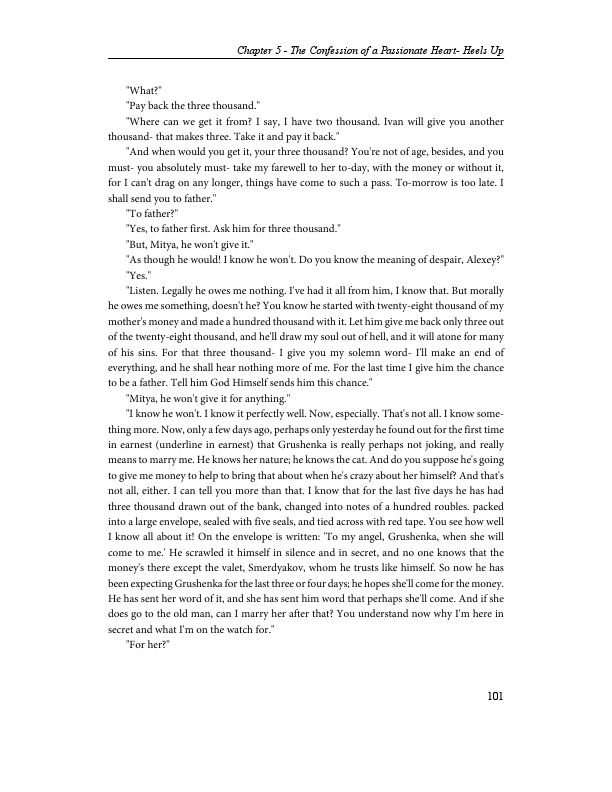 Chapter 5 - The Confession of a Passionate Heart- Heels Up
"What?"
"Pay back the three thousand."
"Where can we get it from? I say, I have two thousand. Ivan will give you another
thousand- that makes three. Take it and pay it back."
"And when would you get it, your three thousand? You're not of age, besides, and you
must- you absolutely must- take my farewell to her to-day, with the money or without it,
for I can't drag on any longer, things have come to such a pass. To-morrow is too late. I
shall send you to father."
"To father?"
"Yes, to father first. Ask him for three thousand."
"But, Mitya, he won't give it."
"As though he would! I know he won't. Do you know the meaning of despair, Alexey?"
"Yes."
"Listen. Legally he owes me nothing. I've had it all from him, I know that. But morally
he owes me something, doesn't he? You know he started with twenty-eight thousand of my
mother's money and made a hundred thousand with it. Let him give me back only three out
of the twenty-eight thousand, and he'll draw my soul out of hell, and it will atone for many
of his sins. For that three thousand- I give you my solemn word- I'll make an end of
everything, and he shall hear nothing more of me. For the last time I give him the chance
to be a father. Tell him God Himself sends him this chance."
"Mitya, he won't give it for anything."
"I know he won't. I know it perfectly well. Now, especially. That's not all. I know some-
thing more. Now, only a few days ago, perhaps only yesterday he found out for the first time
in earnest (underline in earnest) that Grushenka is really perhaps not joking, and really
means to marry me. He knows her nature; he knows the cat. And do you suppose he's going
to give me money to help to bring that about when he's crazy about her himself? And that's
not all, either. I can tell you more than that. I know that for the last five days he has had
three thousand drawn out of the bank, changed into notes of a hundred roubles. packed
into a large envelope, sealed with five seals, and tied across with red tape. You see how well
I know all about it! On the envelope is written: 'To my angel, Grushenka, when she will
come to me.' He scrawled it himself in silence and in secret, and no one knows that the
money's there except the valet, Smerdyakov, whom he trusts like himself. So now he has
been expecting Grushenka for the last three or four days; he hopes she'll come for the money.
He has sent her word of it, and she has sent him word that perhaps she'll come. And if she
does go to the old man, can I marry her after that? You understand now why I'm here in
secret and what I'm on the watch for."
"For her?"
101